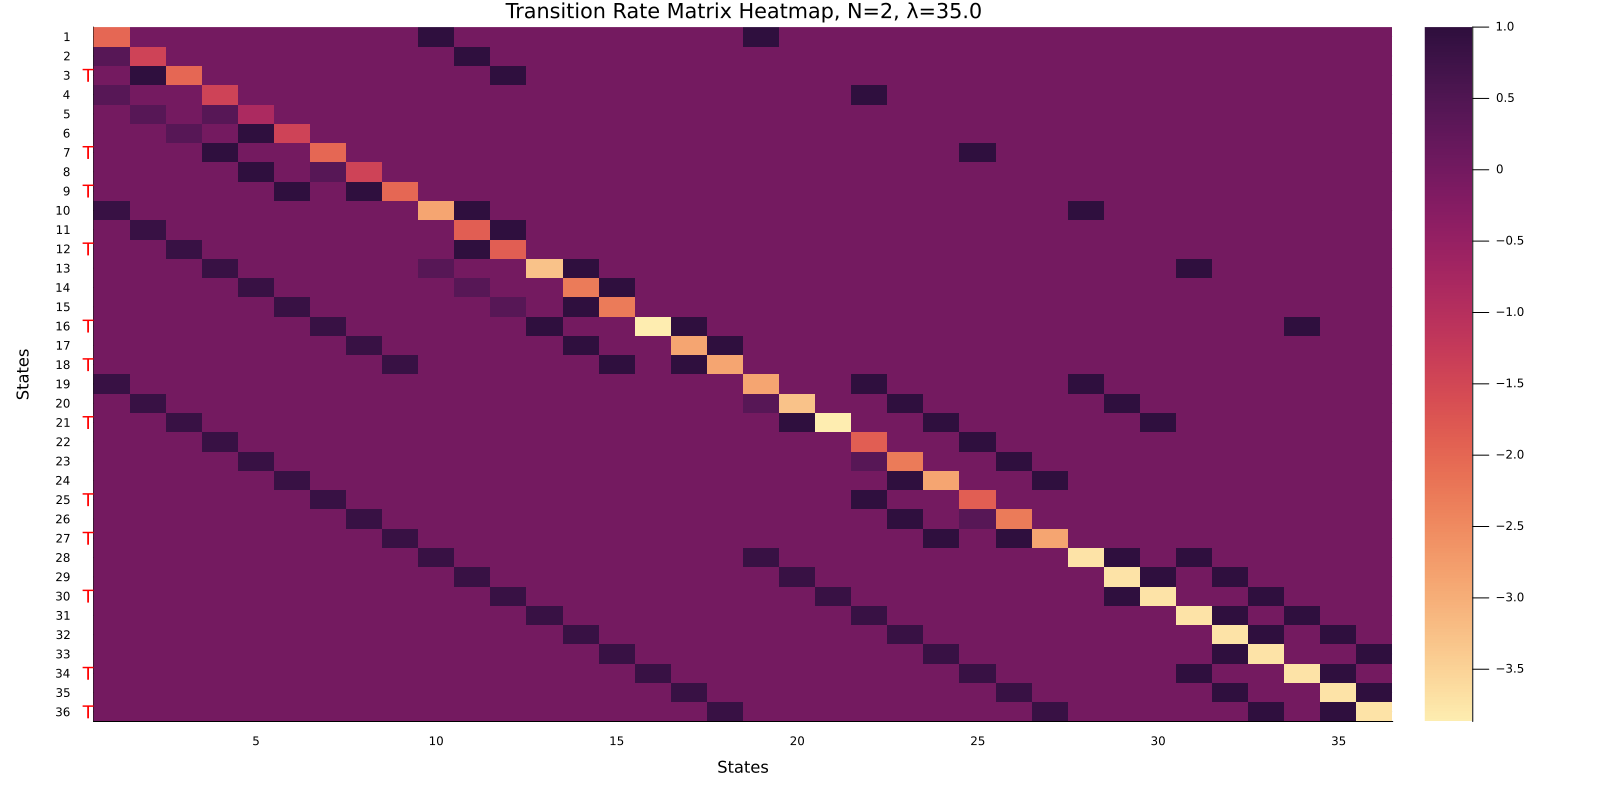 Transition Rate Matrix Heatmap, N=2, λ=35.0
1
2
T 3
4
5
6
T 7
8
T 9
10
11
T 12
13
14
15
T 16
17
T 18
19
20
T 21
22
23
24
T 25
26
T 27
28
29
T 30
31
32
33
T 34
35
T 36
States
5 10 15 20 25 30 35
States
1.0
0.5
0
−0.5
−1.0
−1.5
−2.0
−2.5
−3.0
−3.5